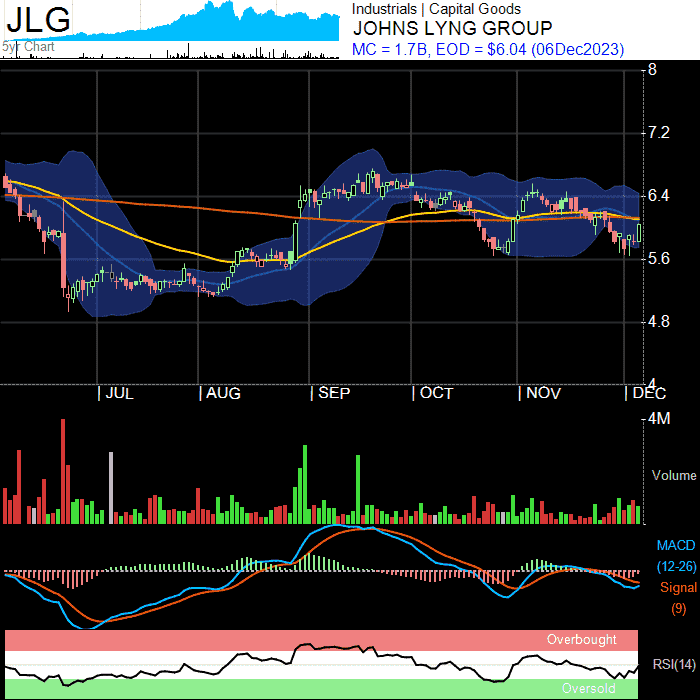 JLG
5yr Chart
Industrials | Capital Goods
JOHNS LYNG GROUP
MC = 1.7B, EOD = $6.04 (06Dec2023)
8
7.2
6.4
5.6
4.8
4
| JUL | AUG | SEP | OCT | NOV | DEC
4M
Volume
MACD
(12-26)
Signal
(9)
Overbought
RSI(14)
Oversold